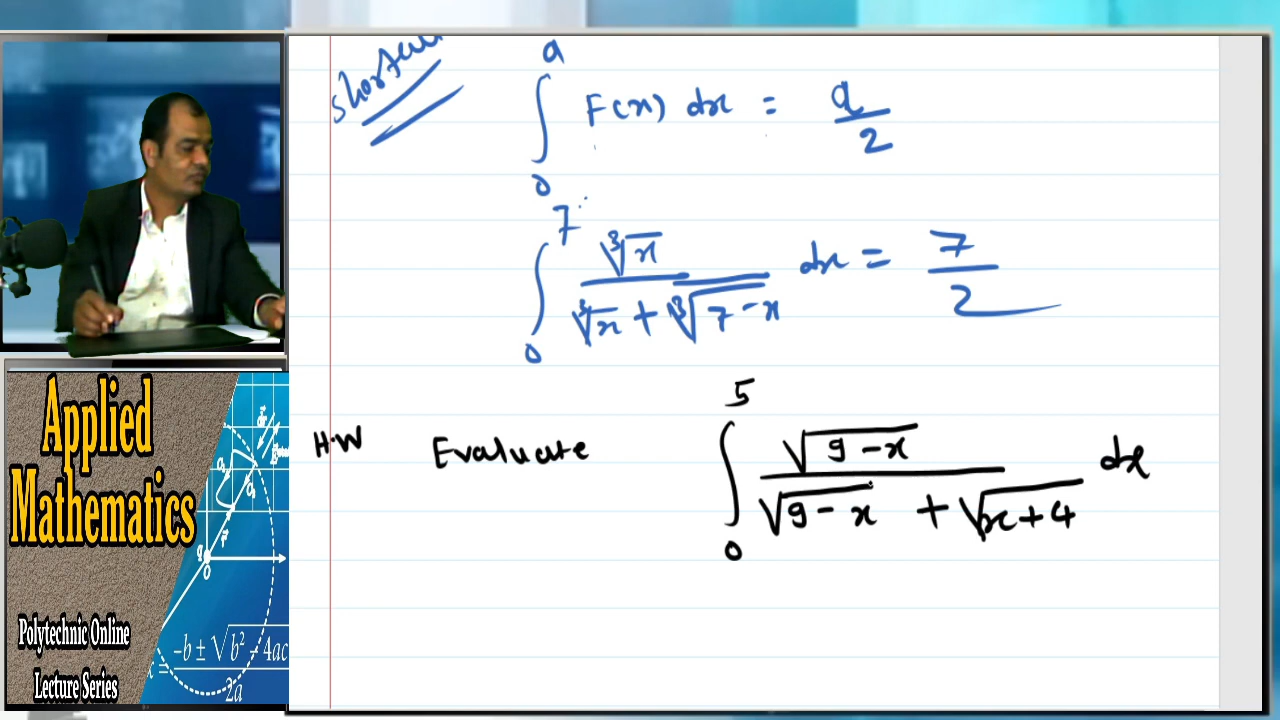 shortcut
∫₀ᵃ F(x) dx = a/2
∫₀⁷ ∛x / (∛x + ∛(7-x)) dx = 7/2
H.W Evaluate ∫₀⁵ √(9-x) / (√(9-x) + √(x+4)) dx
Applied
Mathematics
Polytechnic Online
Lecture Series
-b ± √(b² - 4ac)
x =
2a